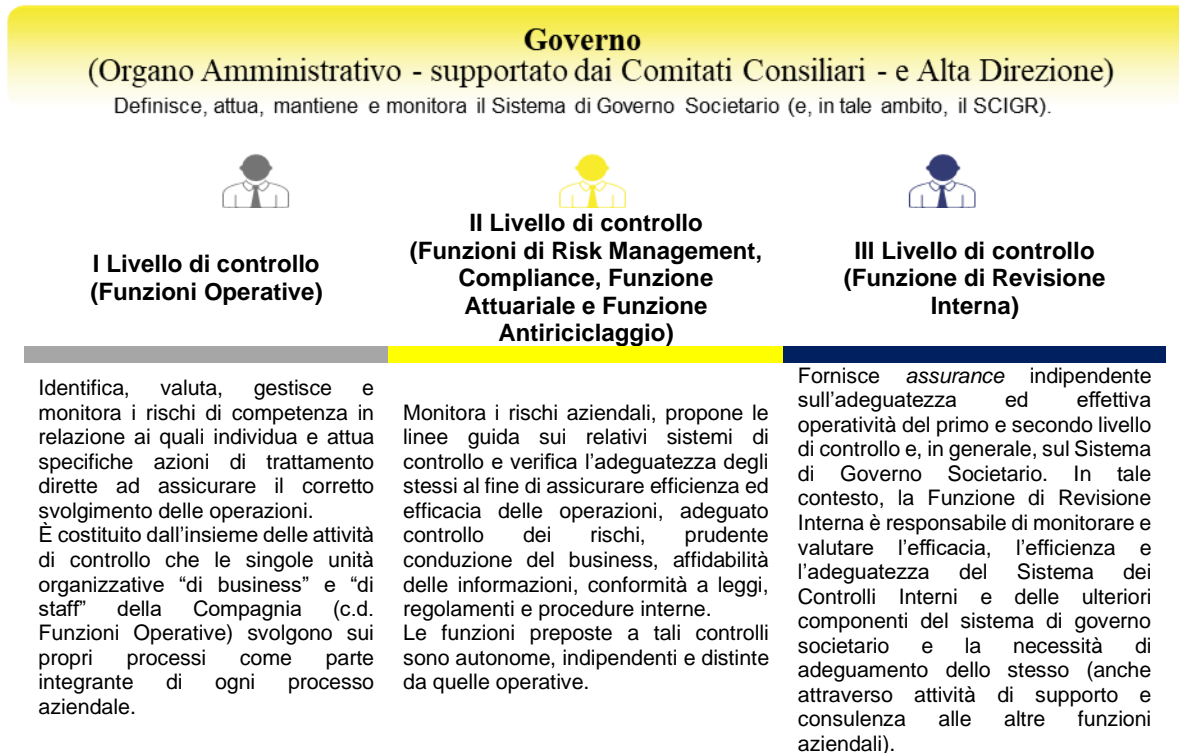 Governo
(Organo Amministrativo - supportato dai Comitati Consiliari - e Alta Direzione)
Definisce, attua, mantiene e monitora il Sistema di Governo Societario (e, in tale ambito, il SCIGR).
I Livello di controllo
(Funzioni Operative)
II Livello di controllo
(Funzioni di Risk Management,
Compliance, Funzione
Attuariale e Funzione
Antiriciclaggio)
III Livello di controllo
(Funzione di Revisione
Interna)
Identifica, valuta, gestisce e
monitora i rischi di competenza in
relazione ai quali individua e attua
specifiche azioni di trattamento
dirette ad assicurare il corretto
svolgimento delle operazioni.
È costituito dall’insieme delle attività
di controllo che le singole unità
organizzative “di business” e “di
staff” della Compagnia (c.d.
Funzioni Operative) svolgono sui
propri processi come parte
integrante di ogni processo
aziendale.
Monitora i rischi aziendali, propone le
linee guida sui relativi sistemi di
controllo e verifica l’adeguatezza degli
stessi al fine di assicurare efficienza ed
efficacia delle operazioni, adeguato
controllo dei rischi, prudente
conduzione del business, affidabilità
delle informazioni, conformità a leggi,
regolamenti e procedure interne.
Le funzioni preposte a tali controlli
sono autonome, indipendenti e distinte
da quelle operative.
Fornisce assurance indipendente
sull’adeguatezza ed effettiva
operatività del primo e secondo livello
di controllo e, in generale, sul Sistema
di Governo Societario. In tale
contesto, la Funzione di Revisione
Interna è responsabile di monitorare e
valutare l’efficacia, l’efficienza e
l’adeguatezza del Sistema dei
Controlli Interni e delle ulteriori
componenti del sistema di governo
societario e la necessità di
adeguamento dello stesso (anche
attraverso attività di supporto e
consulenza alle altre funzioni
aziendali).